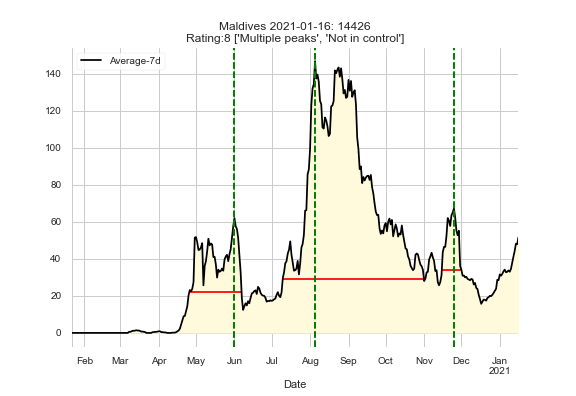 Maldives 2021-01-16: 14426
Rating:8 ['Multiple peaks', 'Not in control']
Average-7d
140
120
100
80
60
40
20
0
Feb Mar Apr May Jun Jul Aug Sep Oct Nov Dec Jan
2021
Date